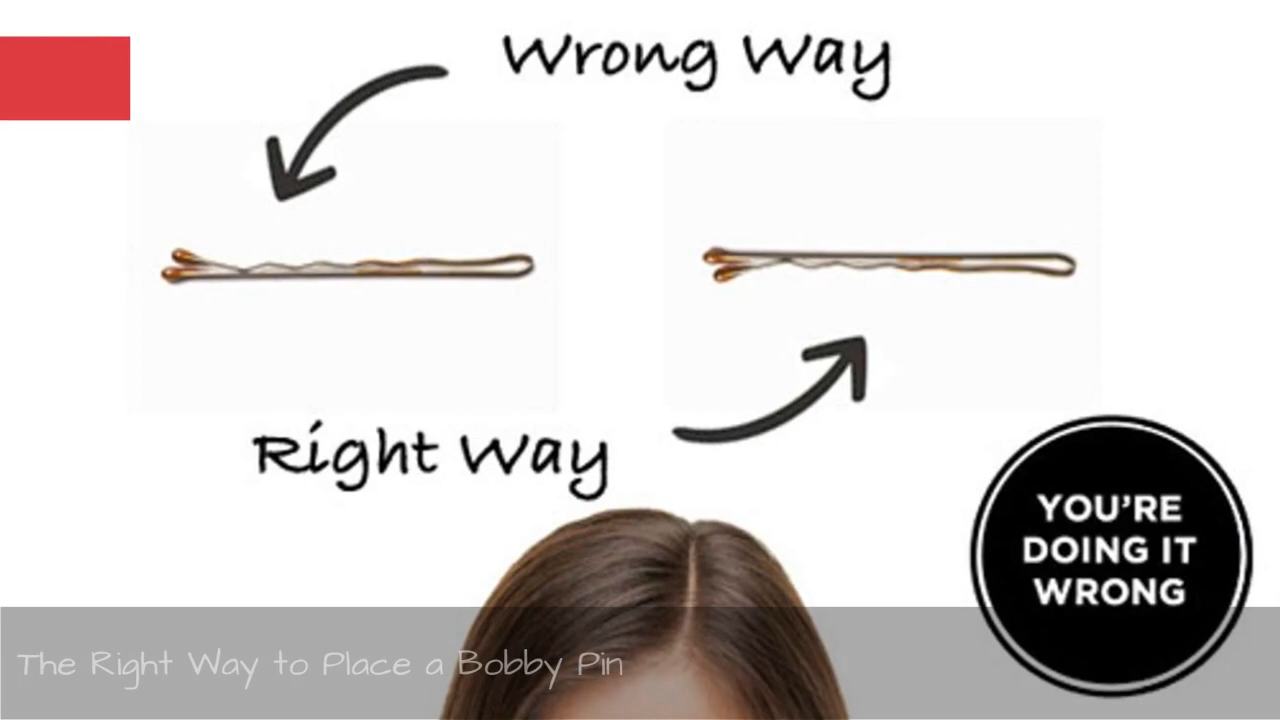 Wrong Way
Right Way
YOU'RE
DOING IT
WRONG
The Right Way to Place a Bobby Pin